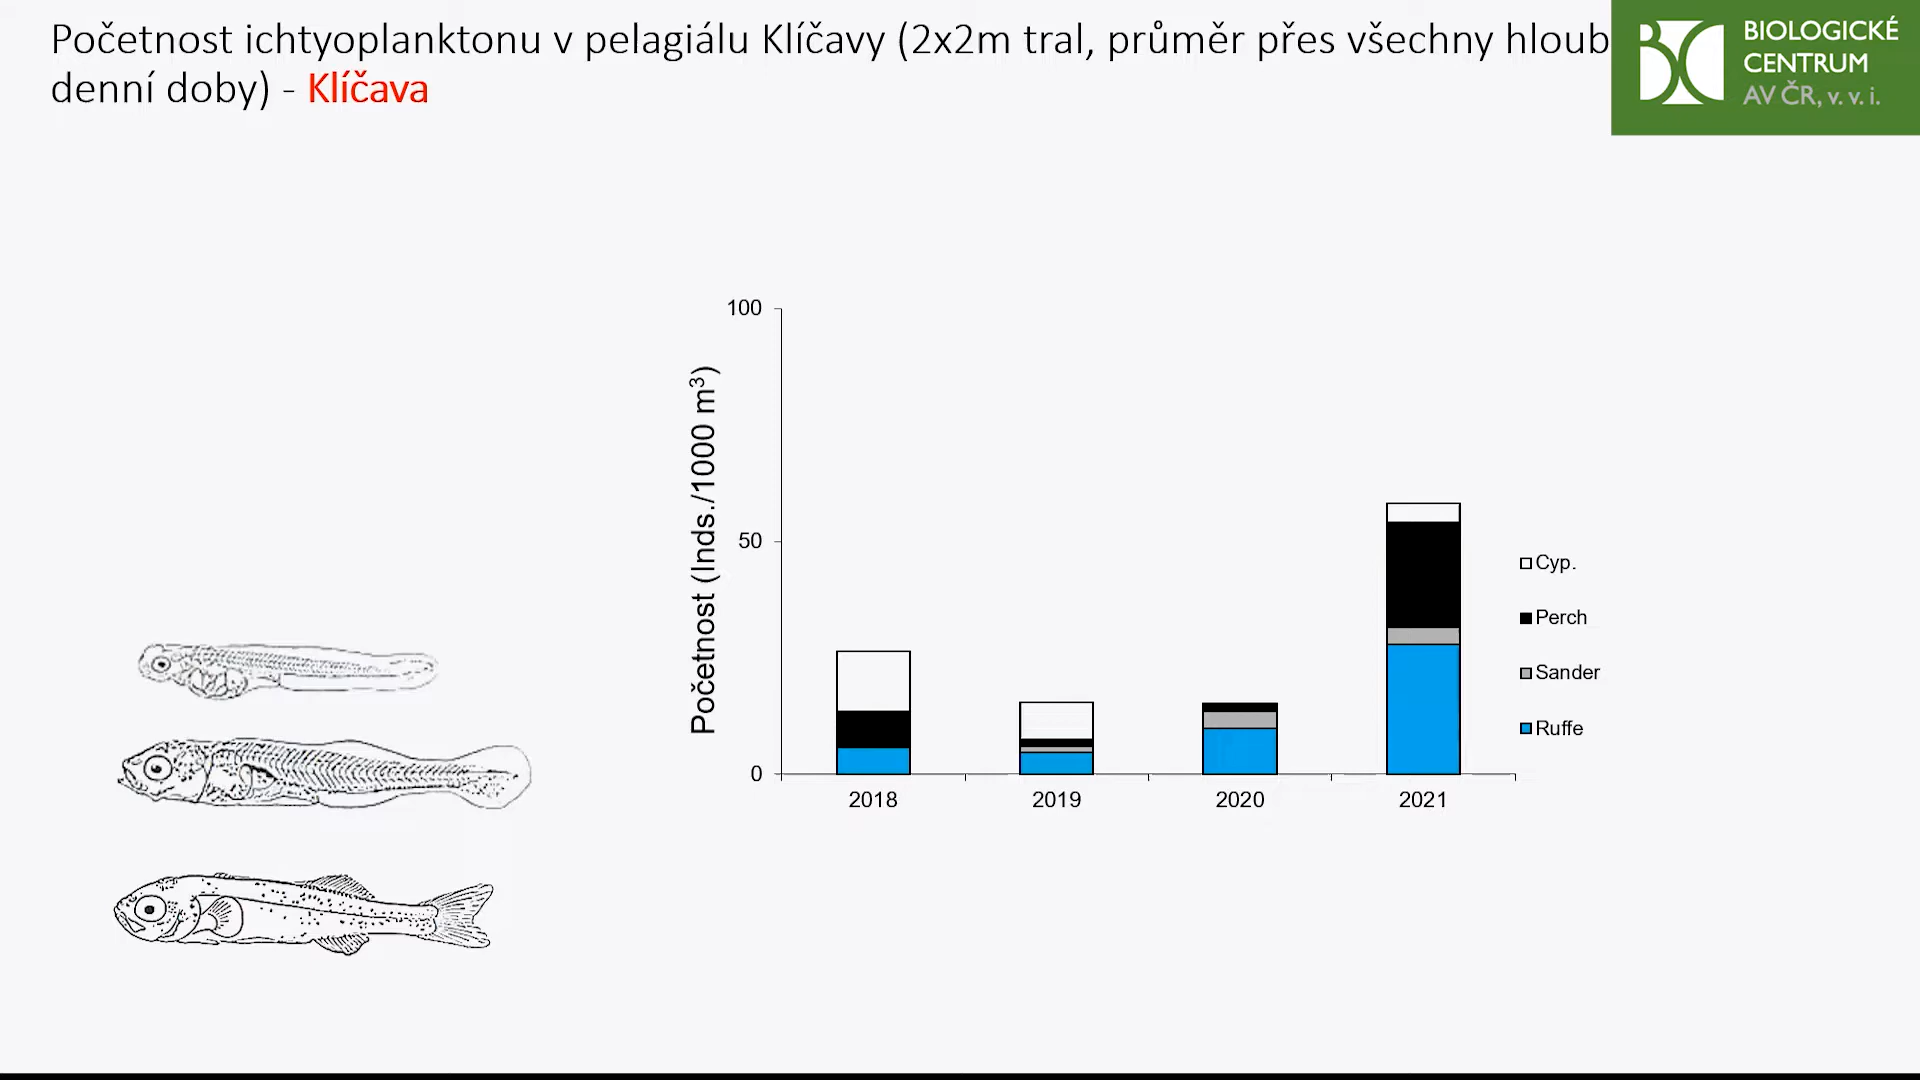 Početnost ichtyoplanktonu v pelagiálu Klíčavy (2x2m tral, průměr přes všechny hloub
denní doby) - Klíčava
BIOLOGICKÉ
CENTRUM
AV ČR, v. v. i.
Početnost (Inds./1000 m³)
100
50
0
2018 2019 2020 2021
Cyp.
Perch
Sander
Ruffe